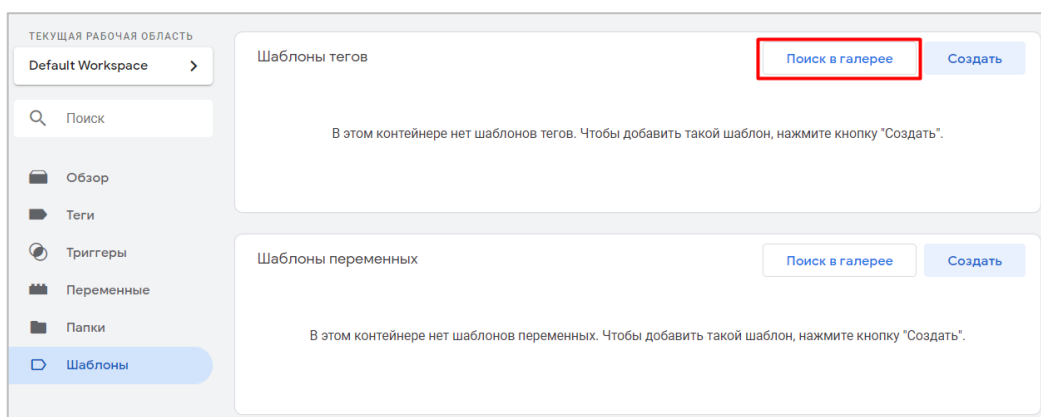 ТЕКУЩАЯ РАБОЧАЯ ОБЛАСТЬ
Default Workspace
Поиск
Обзор
Теги
Триггеры
Переменные
Папки
Шаблоны
Шаблоны тегов
Поиск в галерее
Создать
В этом контейнере нет шаблонов тегов. Чтобы добавить такой шаблон, нажмите кнопку "Создать".
Шаблоны переменных
Поиск в галерее
Создать
В этом контейнере нет шаблонов переменных. Чтобы добавить такой шаблон, нажмите кнопку "Создать".